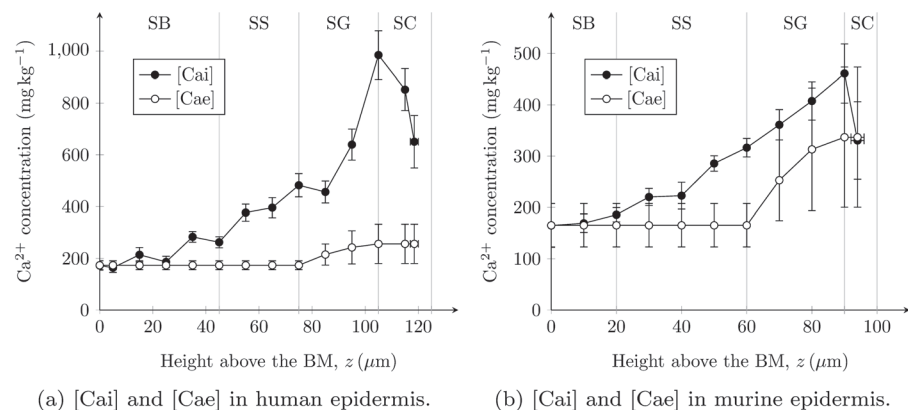 SB SS SG SC
Ca²⁺ concentration (mg kg⁻¹)
1,000
800
600
400
200
0
[Cai]
[Cae]
0 20 40 60 80 100 120
Height above the BM, z (μm)
(a) [Cai] and [Cae] in human epidermis.
SB SS SG SC
Ca²⁺ concentration (mg kg⁻¹)
500
400
300
200
100
0
[Cai]
[Cae]
0 20 40 60 80 100
Height above the BM, z (μm)
(b) [Cai] and [Cae] in murine epidermis.